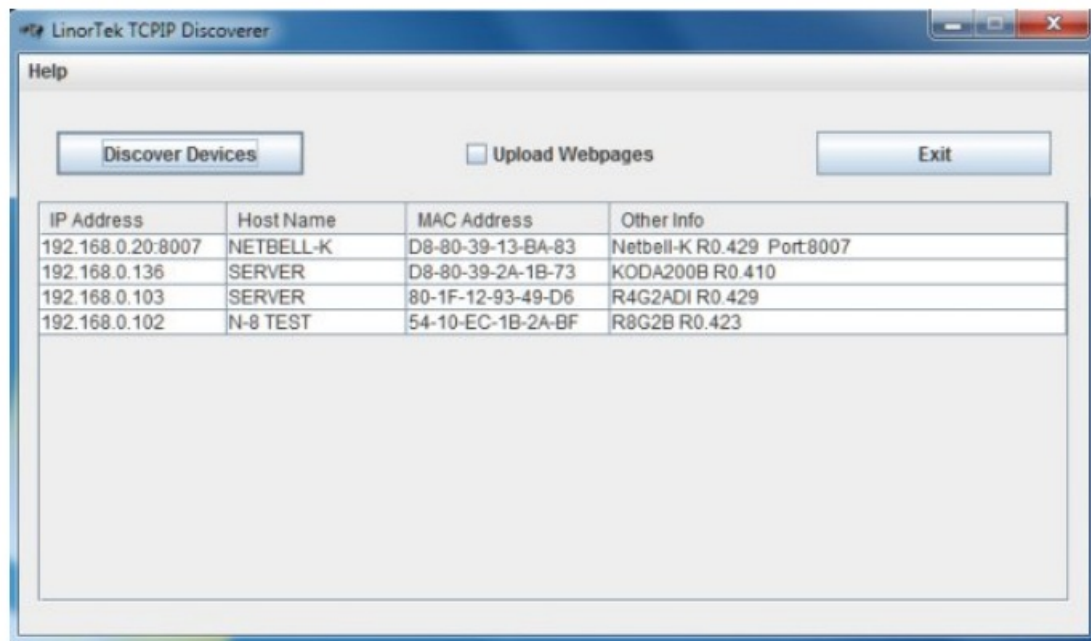 LinorTek TCPIP Discoverer
Help
Discover Devices Upload Webpages Exit
IP Address Host Name MAC Address Other Info
192.168.0.20:8007 NETBELL-K D8-80-39-13-BA-83 Netbell-K R0.429 Port:8007
192.168.0.136 SERVER D8-80-39-2A-1B-73 KODA200B R0.410
192.168.0.103 SERVER 80-1F-12-93-49-D6 R4G2ADI R0.429
192.168.0.102 N-8 TEST 54-10-EC-1B-2A-BF R8G2B R0.423